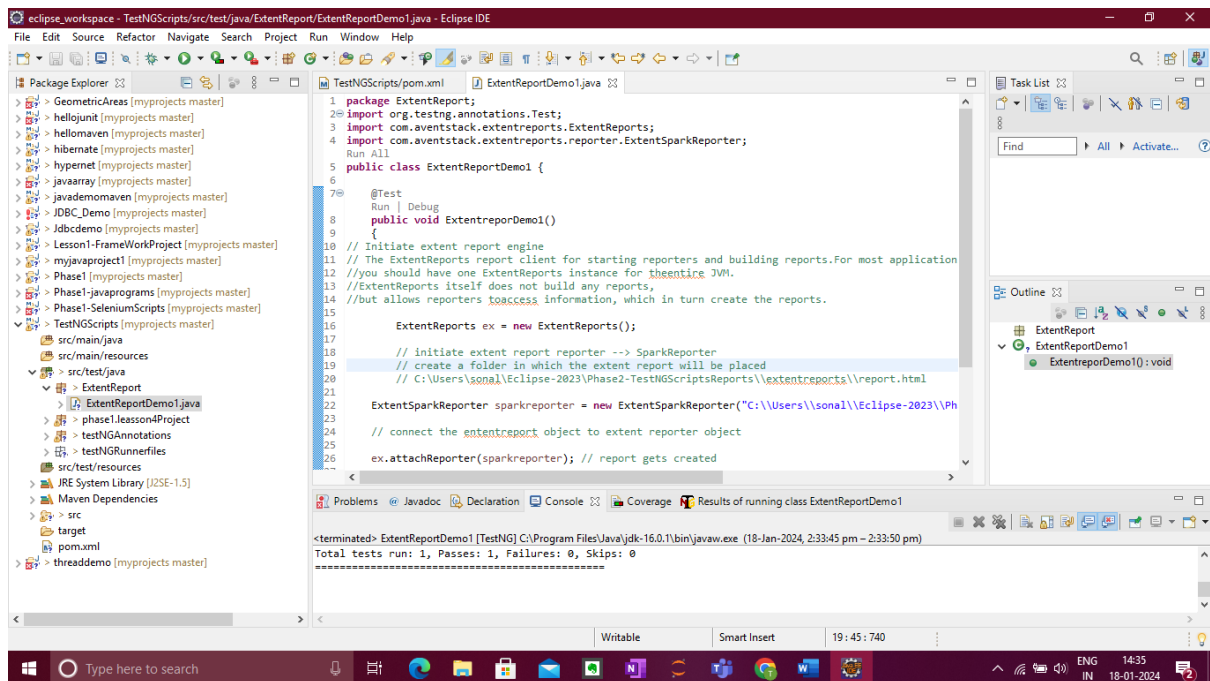 eclipse_workspace - TestNGScripts/src/test/java/ExtentReport/ExtentReportDemo1.java - Eclipse IDE
File Edit Source Refactor Navigate Search Project Run Window Help
Package Explorer
> GeometricAreas [myprojects master]
> hellojunit [myprojects master]
> hellomaven [myprojects master]
> hibernate [myprojects master]
> hypernet [myprojects master]
> javaarray [myprojects master]
> javademomaven [myprojects master]
> JDBC_Demo [myprojects master]
> Jdbcdemo [myprojects master]
> Lesson1-FrameWorkProject [myprojects master]
> myjavaproject1 [myprojects master]
> Phase1 [myprojects master]
> Phase1-javaprograms [myprojects master]
> Phase1-SeleniumScripts [myprojects master]
> TestNGScripts [myprojects master]
src/main/java
src/main/resources
> src/test/java
> ExtentReport
> ExtentReportDemo1.java
> phase1.leasson4Project
> testNGAnnotations
> testNGRunnerfiles
src/test/resources
JRE System Library [J2SE-1.5]
Maven Dependencies
> src
target
pom.xml
> threaddemo [myprojects master]
TestNGScripts/pom.xml ExtentReportDemo1.java
1 package ExtentReport;
2 import org.testng.annotations.Test;
3 import com.aventstack.extentreports.ExtentReports;
4 import com.aventstack.extentreports.reporter.ExtentSparkReporter;
Run All
5 public class ExtentReportDemo1 {
6
7 @Test
Run | Debug
8 public void ExtentreporDemo1()
9 {
10 // Initiate extent report engine
11 // The ExtentReports report client for starting reporters and building reports.For most application
12 //you should have one ExtentReports instance for theentire JVM.
13 //ExtentReports itself does not build any reports,
14 //but allows reporters toaccess information, which in turn create the reports.
15
16 ExtentReports ex = new ExtentReports();
17
18 // initiate extent report reporter --> SparkReporter
19 // create a folder in which the extent report will be placed
20 // C:\Users\sonal\Eclipse-2023\Phase2-TestNGScriptsReports\\extentreports\\report.html
21
22 ExtentSparkReporter sparkreporter = new ExtentSparkReporter("C:\\Users\\sonal\\Eclipse-2023\\Ph
23
24 // connect the ententreport object to extent reporter object
25
26 ex.attachReporter(sparkreporter); // report gets created
Task List
Find All Activate...
Outline
ExtentReport
ExtentReportDemo1
ExtentreporDemo1() : void
Problems Javadoc Declaration Console Coverage Results of running class ExtentReportDemo1
<terminated> ExtentReportDemo1 [TestNG] C:\Program Files\Java\jdk-16.0.1\bin\javaw.exe (18-Jan-2024, 2:33:45 pm – 2:33:50 pm)
Total tests run: 1, Passes: 1, Failures: 0, Skips: 0
===============================================
Writable Smart Insert 19 : 45 : 740
Type here to search
ENG
IN
14:35
18-01-2024
2